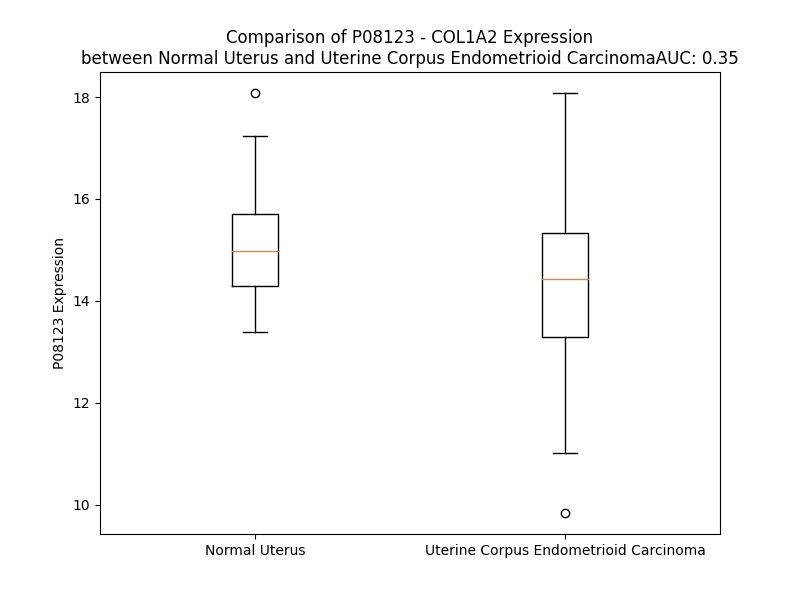 Comparison of P08123 - COL1A2 Expression
between Normal Uterus and Uterine Corpus Endometrioid CarcinomaAUC: 0.35
18
16
14
12
10
P08123 Expression
Normal Uterus
Uterine Corpus Endometrioid Carcinoma